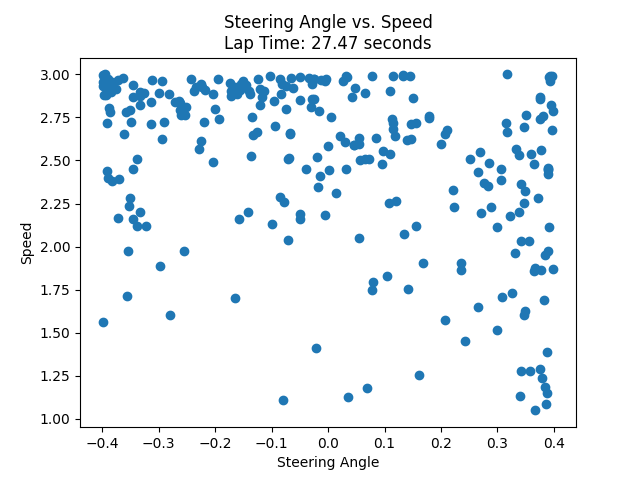 Steering Angle vs. Speed
Lap Time: 27.47 seconds
3.00
2.75
2.50
2.25
2.00
1.75
1.50
1.25
1.00
Speed
−0.4 −0.3 −0.2 −0.1 0.0 0.1 0.2 0.3 0.4
Steering Angle